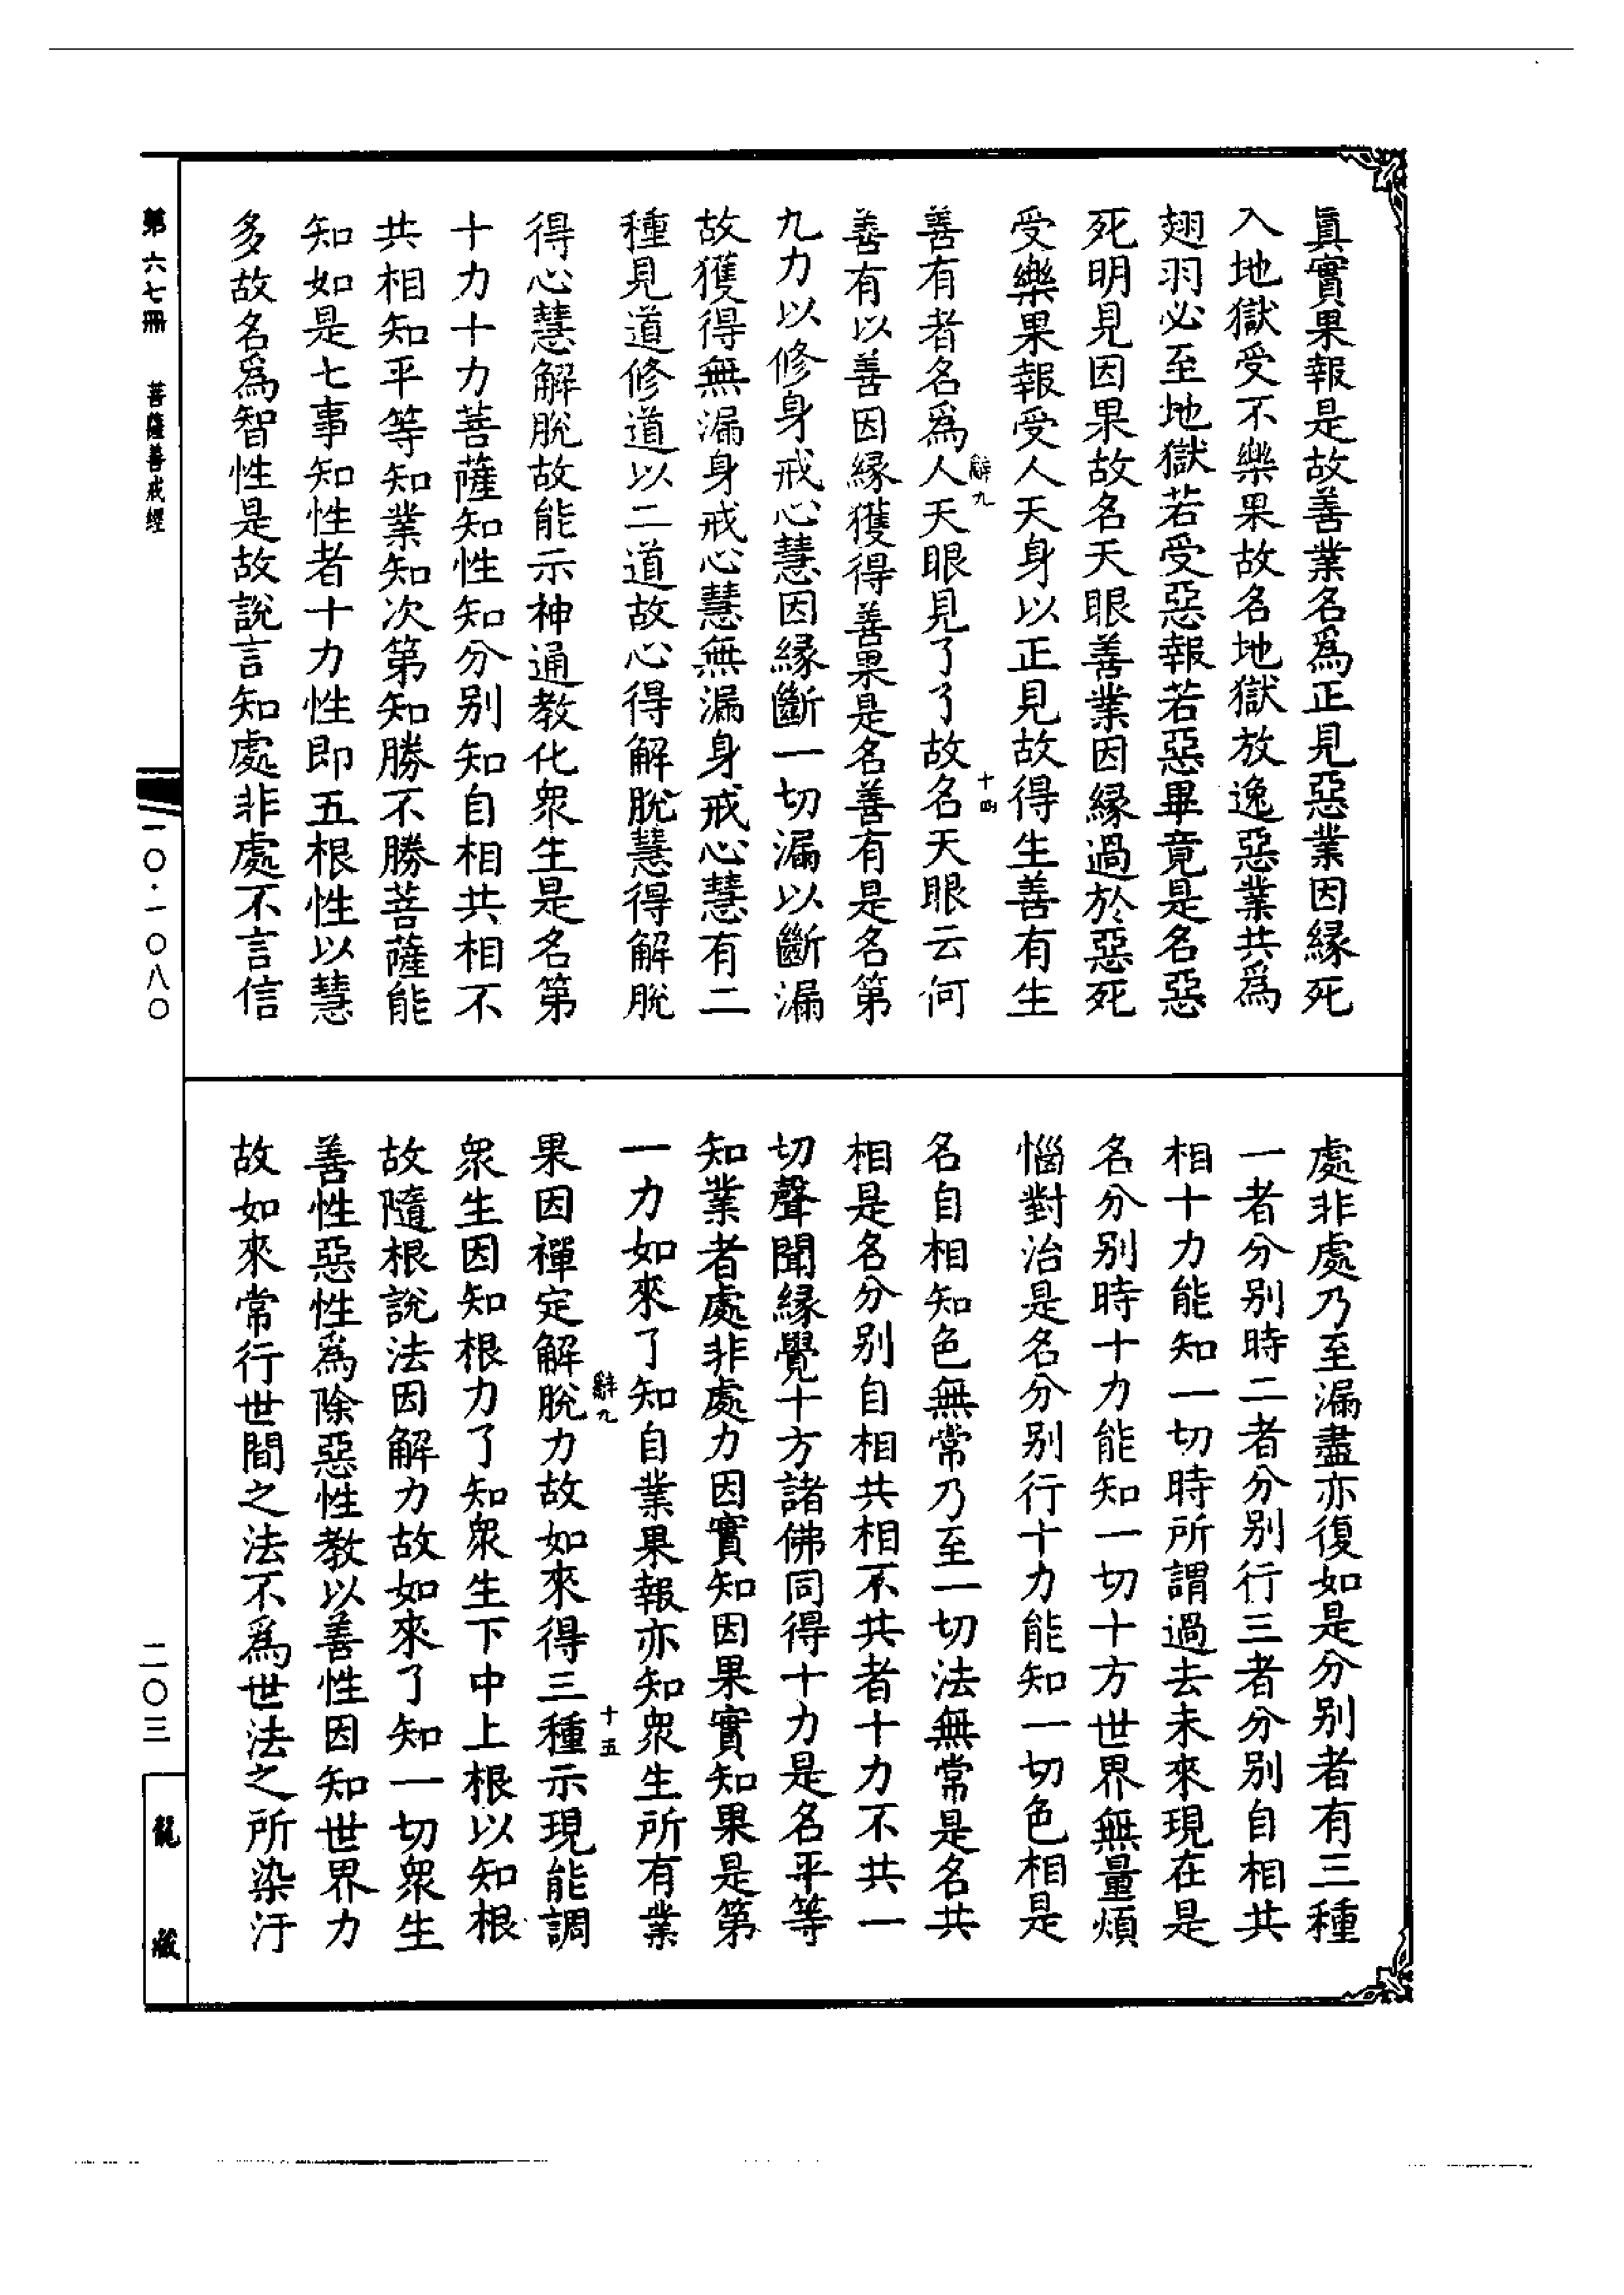 真實果報是故善業名爲正見惡業因緣死
入地獄受不樂果故名地獄放逸惡業共爲
翅羽必至地獄若受惡報若惡畢竟是名惡
死明見因果故名天眼善業因緣過於惡死
受樂果報受人天身以正見故得生善有生
善有者名爲人天眼見了了故名天眼云何
辭九
十四
善有以善因緣獲得善果是名善有是名第
九力以修身戒心慧因緣斷一切漏以斷漏
故獲得無漏身戒心慧無漏身戒心慧有二
種見道修道以二道故心得解脫慧得解脫
得心慧解脫故能示神通教化衆生是名第
十力十力菩薩知性知分别知自相共相不
共相知平等知業知次第知勝不勝菩薩能
知如是七事知性者十力性即五根性以慧
多故名爲智性是故說言知處非處不言信
處非處乃至漏盡亦復如是分别者有三種
一者分别時二者分别行三者分别自相共
相十力能知一切時所謂過去未來現在是
名分别時十力能知一切十方世界無量煩
惱對治是名分别行十力能知一切色相是
名自相知色無常乃至一切法無常是名共
相是名分别自相共相不共者十力不共一
切聲聞緣覺十方諸佛同得十力是名平等
知業者處非處力因實知因果實知果是第
一力如來了知自業果報亦知衆生所有業
辭九
十五
果因禪定解脫力故如來得三種示現能調
衆生因知根力了知衆生下中上根以知根
故隨根說法因解力故如來了知一切衆生
善性惡性爲除惡性教以善性因知世界力
故如來常行世間之法不爲世法之所染汙
第六七冊 菩薩善戒經
一〇·一〇八〇
二〇三
龍藏